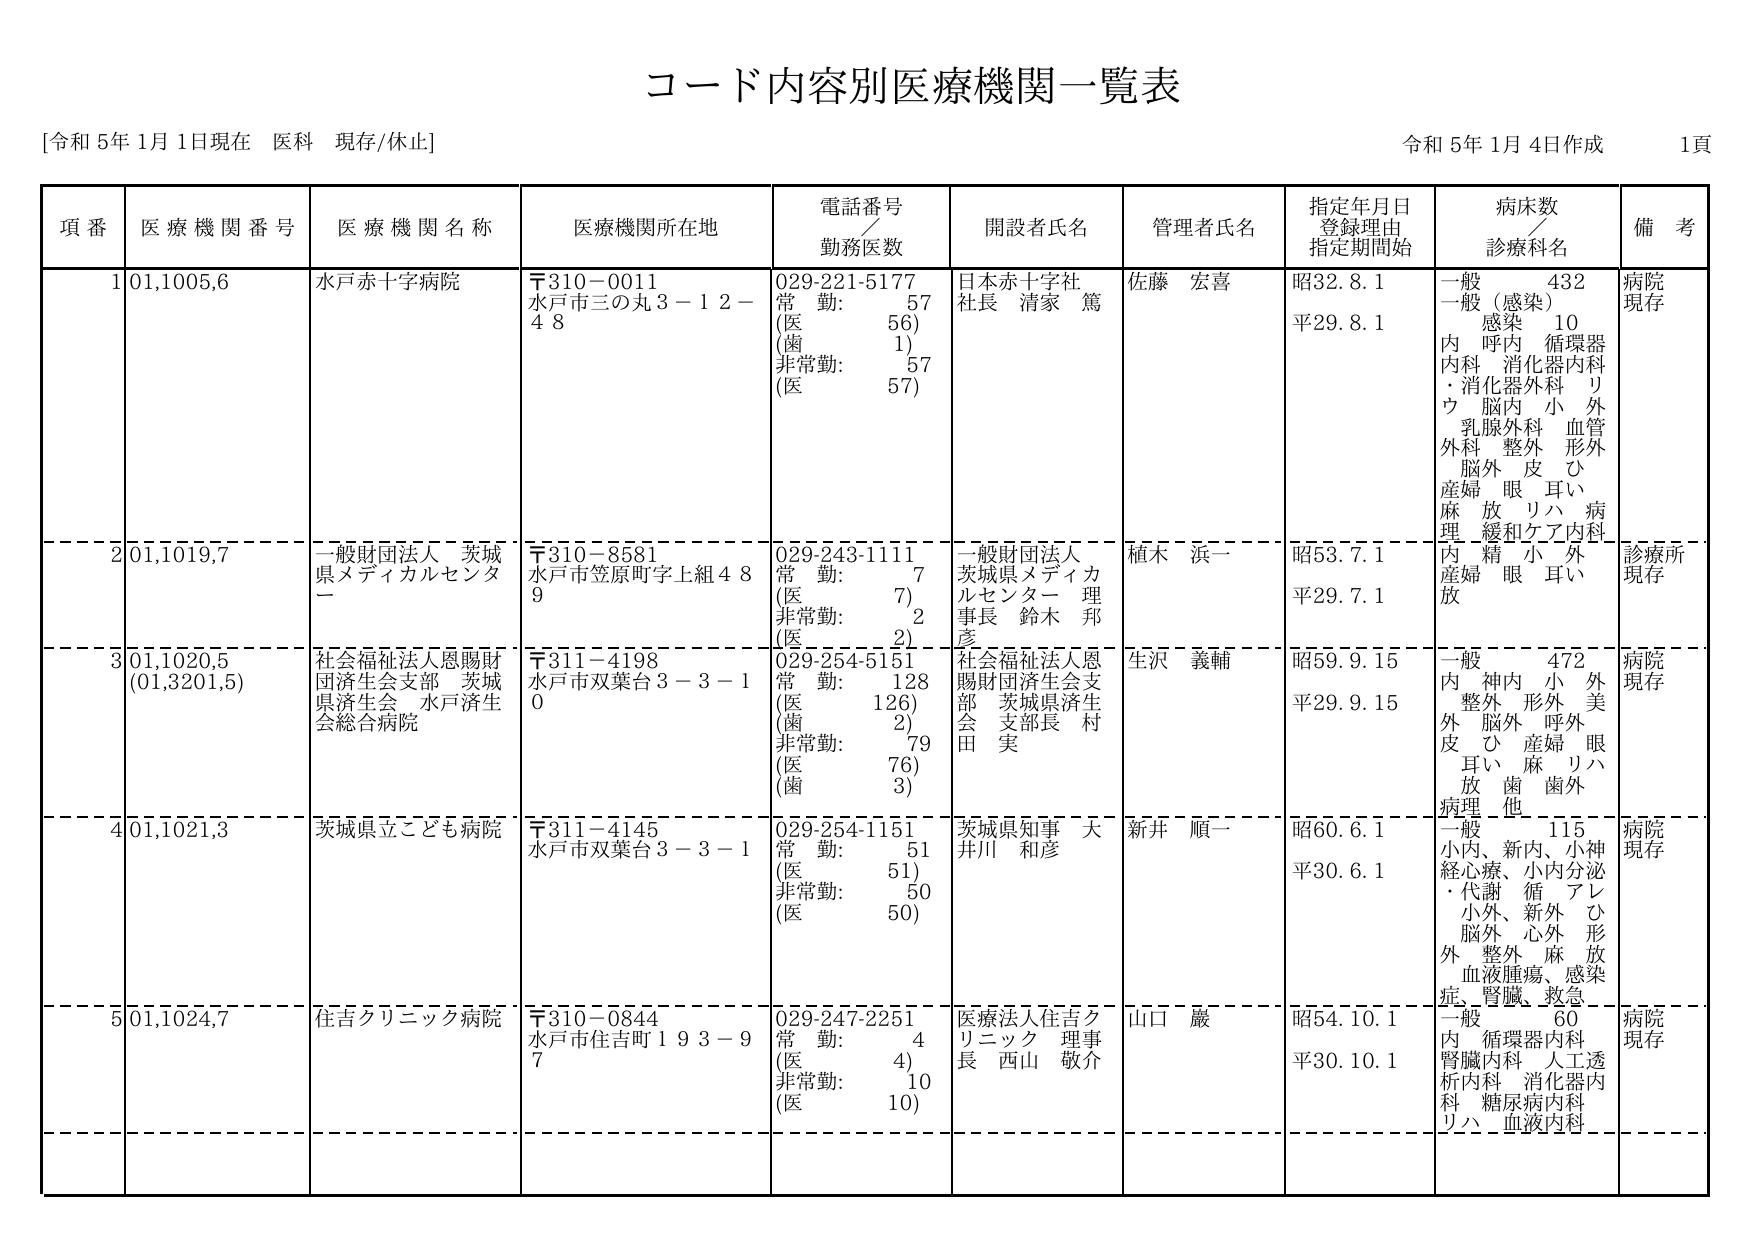 コード内容別医療機関一覧表
[令和 5年 1月 1日現在　医科　現存/休止]
令和 5年 1月 4日作成　1頁
項番
医療機関番号
医療機関名称
医療機関所在地
電話番号
／
勤務医数
開設者氏名
管理者氏名
指定年月日
登録理由
指定期間始
病床数
／
診療科名
備　考
1
01,1005,6
水戸赤十字病院
〒310－0011
水戸市三の丸３－１２－
４８
029-221-5177
常　勤:　57
(医　56)
(歯　1)
非常勤:　57
(医　57)
日本赤十字社
社長　清家　篤
佐藤　宏喜
昭32. 8. 1
平29. 8. 1
一般　432
一般（感染）
感染　10
内　呼内　循環器
内科　消化器内科
・消化器外科　リ
ウ　脳内　小　外
乳腺外科　血管
外科　整外　形外
脳外　皮　ひ
産婦　眼　耳い
麻　放　リハ　病
理　緩和ケア内科
病院
現存
2
01,1019,7
一般財団法人　茨城
県メディカルセンタ
ー
〒310－8581
水戸市笠原町字上組４８
９
029-243-1111
常　勤:　7
(医　7)
非常勤:　2
(医　2)
一般財団法人
茨城県メディカ
ルセンター　理
事長　鈴木　邦
彦
植木　浜一
昭53. 7. 1
平29. 7. 1
内　精　小　外
産婦　眼　耳い
放
診療所
現存
3
01,1020,5
(01,3201,5)
社会福祉法人恩賜財
団済生会支部　茨城
県済生会　水戸済生
会総合病院
〒311－4198
水戸市双葉台３－３－１
０
029-254-5151
常　勤:　128
(医　126)
(歯　2)
非常勤:　79
(医　76)
(歯　3)
社会福祉法人恩
賜財団済生会支
部　茨城県済生
会　支部長　村
田　実
生沢　義輔
昭59. 9. 15
平29. 9. 15
一般　472
内　神内　小　外
整外　形外　美
外　脳外　呼外
皮　ひ　産婦　眼
耳い　麻　リハ
放　歯　歯外
病理　他
病院
現存
4
01,1021,3
茨城県立こども病院
〒311－4145
水戸市双葉台３－３－１
029-254-1151
常　勤:　51
(医　51)
非常勤:　50
(医　50)
茨城県知事　大
井川　和彦
新井　順一
昭60. 6. 1
平30. 6. 1
一般　115
小内、新内、小神
経心療、小内分泌
・代謝　循　アレ
小外、新外　ひ
脳外　心外　形
外　整外　麻　放
血液腫瘍、感染
症、腎臓、救急
病院
現存
5
01,1024,7
住吉クリニック病院
〒310－0844
水戸市住吉町１９３－９
７
029-247-2251
常　勤:　4
(医　4)
非常勤:　10
(医　10)
医療法人住吉ク
リニック　理事
長　西山　敬介
山口　巖
昭54. 10. 1
平30. 10. 1
一般　60
内　循環器内科
腎臓内科　人工透
析内科　消化器内
科　糖尿病内科
リハ　血液内科
病院
現存